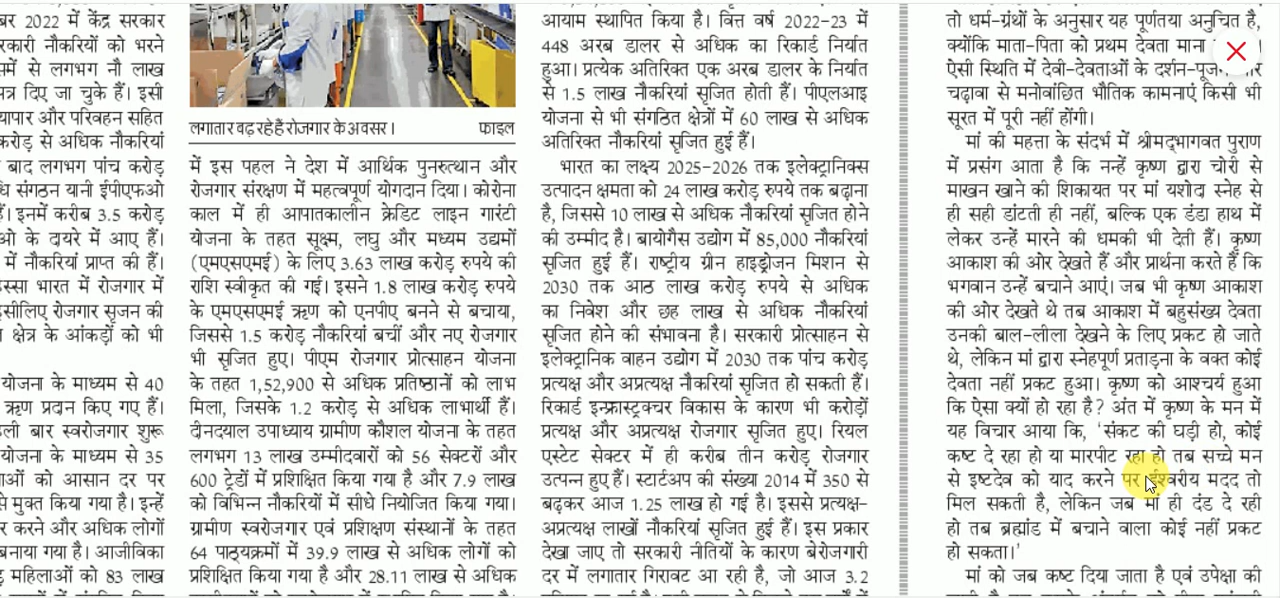 बर 2022 में केंद्र सरकार
रकारी नौकरियों को भरने
समें से लगभग नौ लाख
पत्र दिए जा चुके हैं। इसी
यापार और परिवहन सहित
करोड़ से अधिक नौकरियां
बाद लगभग पांच करोड़
धि संगठन यानी ईपीएफओ
हैं। इनमें करीब 3.5 करोड़
ओ के दायरे में आए हैं।
में नौकरियां प्राप्त की हैं।
स्सा भारत में रोजगार में
सीलिए रोजगार सृजन की
क्षेत्र के आंकड़ों को भी
योजना के माध्यम से 40
ऋण प्रदान किए गए हैं।
ली बार स्वरोजगार शुरू
योजना के माध्यम से 35
ाओं को आसान दर पर
से मुक्त किया गया है। इन्हें
र करने और अधिक लोगों
बनाया गया है। आजीविका
महिलाओं को 83 लाख
लगातार बढ़ रहे हैं रोजगार के अवसर। फाइल
में इस पहल ने देश में आर्थिक पुनरुत्थान और
रोजगार संरक्षण में महत्वपूर्ण योगदान दिया। कोरोना
काल में ही आपातकालीन क्रेडिट लाइन गारंटी
योजना के तहत सूक्ष्म, लघु और मध्यम उद्यमों
(एमएसएमई) के लिए 3.63 लाख करोड़ रुपये की
राशि स्वीकृत की गई। इसने 1.8 लाख करोड़ रुपये
के एमएसएमई ऋण को एनपीए बनने से बचाया,
जिससे 1.5 करोड़ नौकरियां बचीं और नए रोजगार
भी सृजित हुए। पीएम रोजगार प्रोत्साहन योजना
के तहत 1,52,900 से अधिक प्रतिष्ठानों को लाभ
मिला, जिसके 1.2 करोड़ से अधिक लाभार्थी हैं।
दीनदयाल उपाध्याय ग्रामीण कौशल योजना के तहत
लगभग 13 लाख उम्मीदवारों को 56 सेक्टरों और
600 ट्रेडों में प्रशिक्षित किया गया है और 7.9 लाख
को विभिन्न नौकरियों में सीधे नियोजित किया गया।
ग्रामीण स्वरोजगार एवं प्रशिक्षण संस्थानों के तहत
64 पाठ्यक्रमों में 39.9 लाख से अधिक लोगों को
प्रशिक्षित किया गया है और 28.11 लाख से अधिक
आयाम स्थापित किया है। वित्त वर्ष 2022-23 में
448 अरब डालर से अधिक का रिकार्ड निर्यात
हुआ। प्रत्येक अतिरिक्त एक अरब डालर के निर्यात
से 1.5 लाख नौकरियां सृजित होती हैं। पीएलआइ
योजना से भी संगठित क्षेत्रों में 60 लाख से अधिक
अतिरिक्त नौकरियां सृजित हुई हैं।
भारत का लक्ष्य 2025-2026 तक इलेक्ट्रानिक्स
उत्पादन क्षमता को 24 लाख करोड़ रुपये तक बढ़ाना
है, जिससे 10 लाख से अधिक नौकरियां सृजित होने
की उम्मीद है। बायोगैस उद्योग में 85,000 नौकरियां
सृजित हुई हैं। राष्ट्रीय ग्रीन हाइड्रोजन मिशन से
2030 तक आठ लाख करोड़ रुपये से अधिक
का निवेश और छह लाख से अधिक नौकरियां
सृजित होने की संभावना है। सरकारी प्रोत्साहन से
इलेक्ट्रानिक वाहन उद्योग में 2030 तक पांच करोड़
प्रत्यक्ष और अप्रत्यक्ष नौकरियां सृजित हो सकती हैं।
रिकार्ड इन्फ्रास्ट्रक्चर विकास के कारण भी करोड़ों
प्रत्यक्ष और अप्रत्यक्ष रोजगार सृजित हुए। रियल
एस्टेट सेक्टर में ही करीब तीन करोड़ रोजगार
उत्पन्न हुए हैं। स्टार्टअप की संख्या 2014 में 350 से
बढ़कर आज 1.25 लाख हो गई है। इससे प्रत्यक्ष-
अप्रत्यक्ष लाखों नौकरियां सृजित हुई हैं। इस प्रकार
देखा जाए तो सरकारी नीतियों के कारण बेरोजगारी
दर में लगातार गिरावट आ रही है, जो आज 3.2
तो धर्म-ग्रंथों के अनुसार यह पूर्णतया अनुचित है,
क्योंकि माता-पिता को प्रथम देवता माना
ऐसी स्थिति में देवी-देवताओं के दर्शन-पूजन और
चढ़ावा से मनोवांछित भौतिक कामनाएं किसी भी
सूरत में पूरी नहीं होंगी।
मां की महत्ता के संदर्भ में श्रीमद्भागवत पुराण
में प्रसंग आता है कि नन्हें कृष्ण द्वारा चोरी से
माखन खाने की शिकायत पर मां यशोदा स्नेह से
ही सही डांटती ही नहीं, बल्कि एक डंडा हाथ में
लेकर उन्हें मारने की धमकी भी देती हैं। कृष्ण
आकाश की ओर देखते हैं और प्रार्थना करते हैं कि
भगवान उन्हें बचाने आएं। जब भी कृष्ण आकाश
की ओर देखते थे तब आकाश में बहुसंख्य देवता
उनकी बाल-लीला देखने के लिए प्रकट हो जाते
थे, लेकिन मां द्वारा स्नेहपूर्ण प्रताड़ना के वक्त कोई
देवता नहीं प्रकट हुआ। कृष्ण को आश्चर्य हुआ
कि ऐसा क्यों हो रहा है? अंत में कृष्ण के मन में
यह विचार आया कि, 'संकट की घड़ी हो, कोई
कष्ट दे रहा हो या मारपीट रहा हो तब सच्चे मन
से इष्टदेव को याद करने पर ईश्वरीय मदद तो
मिल सकती है, लेकिन जब मां ही दंड दे रही
हो तब ब्रह्मांड में बचाने वाला कोई नहीं प्रकट
हो सकता।'
मां को जब कष्ट दिया जाता है एवं उपेक्षा की